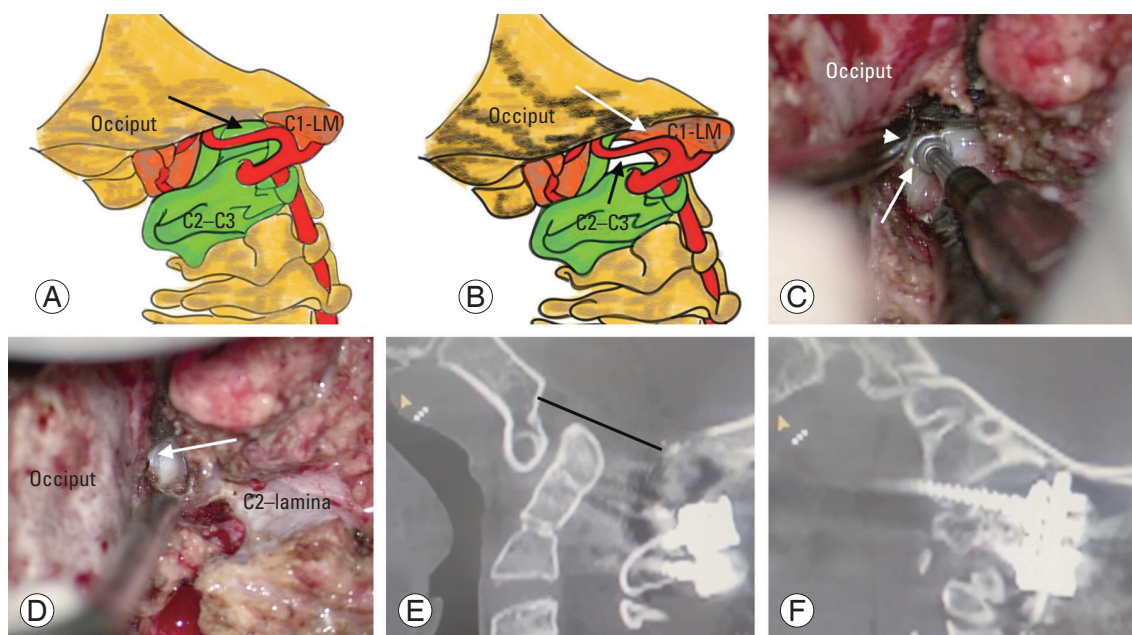 Occiput
C1-LM
C2–C3
A
Occiput
C1-LM
C2–C3
B
Occiput
C
Occiput
C2–lamina
D
E
F